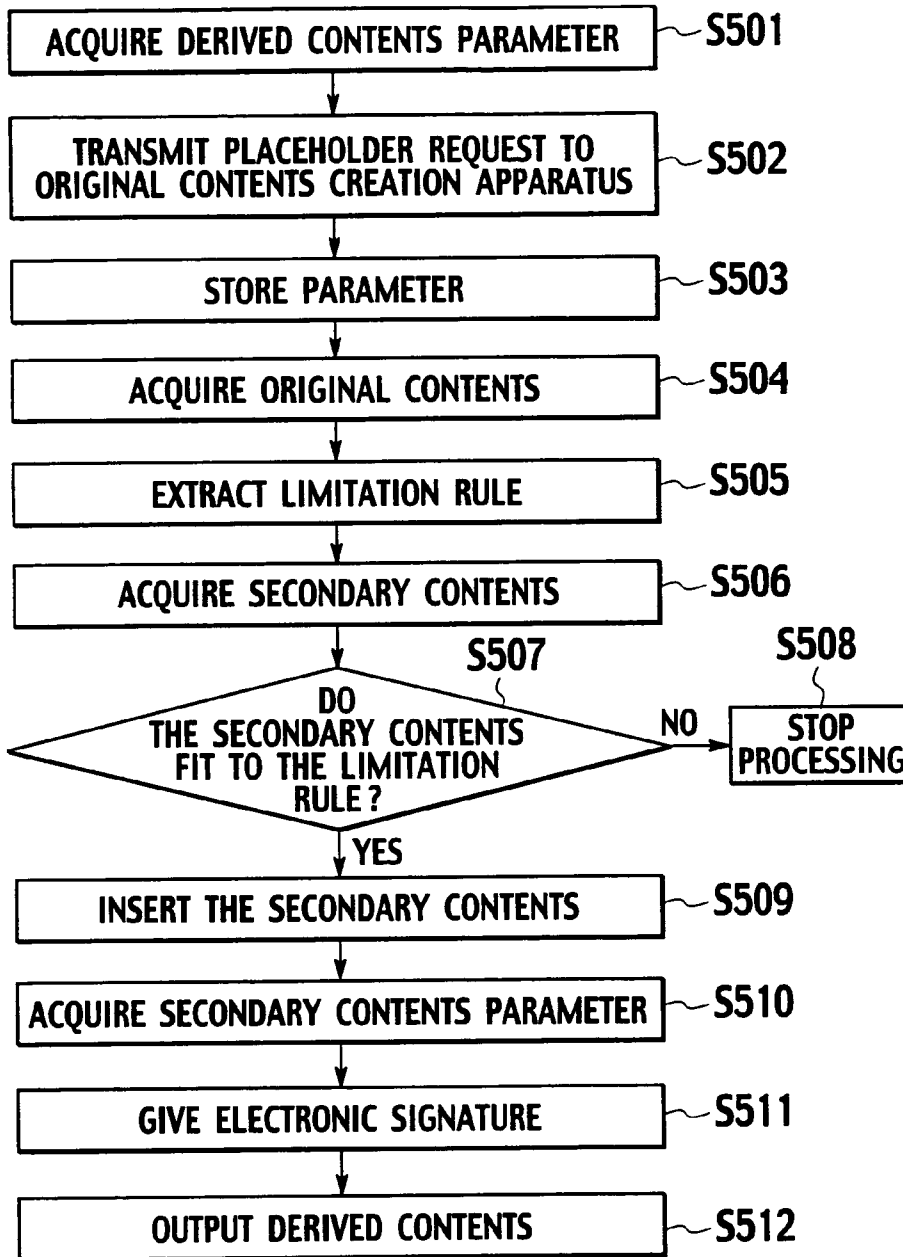 ACQUIRE DERIVED CONTENTS PARAMETER
S501
TRANSMIT PLACEHOLDER REQUEST TO
ORIGINAL CONTENTS CREATION APPARATUS
S502
STORE PARAMETER
S503
ACQUIRE ORIGINAL CONTENTS
S504
EXTRACT LIMITATION RULE
S505
ACQUIRE SECONDARY CONTENTS
S506
S507
DO
THE SECONDARY CONTENTS
FIT TO THE LIMITATION
RULE?
NO
S508
STOP
PROCESSING
YES
INSERT THE SECONDARY CONTENTS
S509
ACQUIRE SECONDARY CONTENTS PARAMETER
S510
GIVE ELECTRONIC SIGNATURE
S511
OUTPUT DERIVED CONTENTS
S512